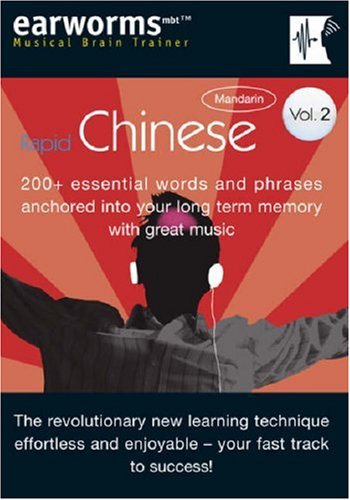 earworms mbt™
Musical Brain Trainer
Mandarin
Vol. 2
Rapid Chinese
200+ essential words and phrases
anchored into your long term memory
with great music
The revolutionary new learning technique
effortless and enjoyable – your fast track
to success!